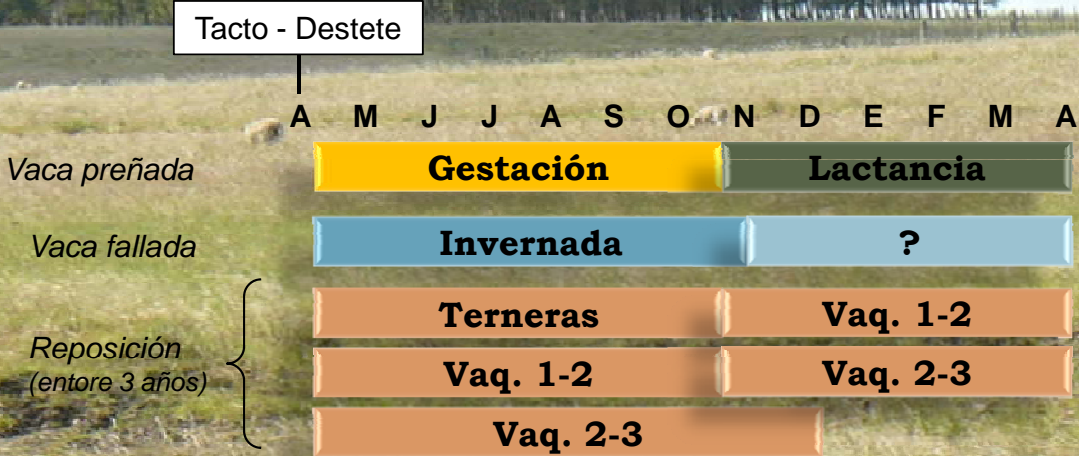 Tacto - Destete
A M J J A S O N D E F M A
Vaca preñada Gestación Lactancia
Vaca fallada Invernada ?
Terneras Vaq. 1-2
Reposición
(entore 3 años)
Vaq. 1-2 Vaq. 2-3
Vaq. 2-3